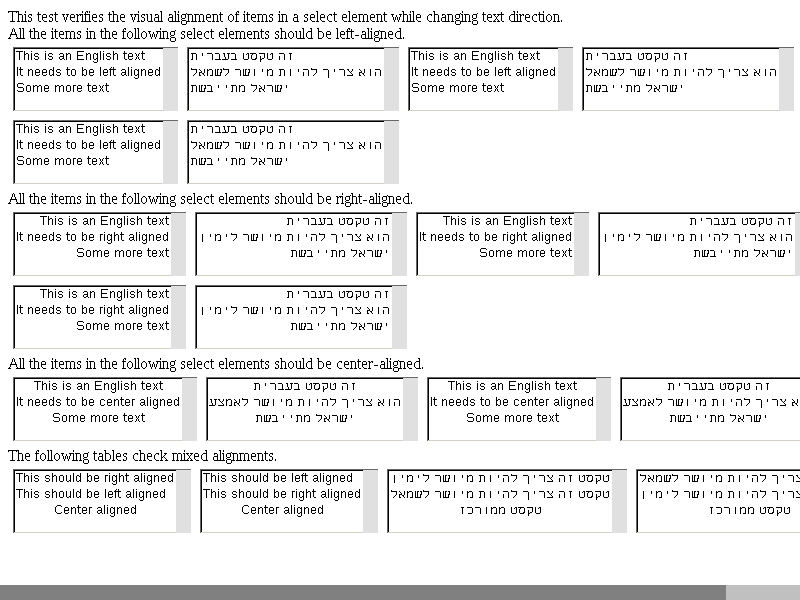 This test verifies the visual alignment of items in a select element while changing text direction.
All the items in the following select elements should be left-aligned.
This is an English text
It needs to be left aligned
Some more text
זה טקסט בעברית
הוא צריך להיות מיושר לשמאל
ישראל מתייבשת
This is an English text
It needs to be left aligned
Some more text
זה טקסט בעברית
הוא צריך להיות מיושר לשמאל
ישראל מתייבשת
This is an English text
It needs to be left aligned
Some more text
זה טקסט בעברית
הוא צריך להיות מיושר לשמאל
ישראל מתייבשת
All the items in the following select elements should be right-aligned.
This is an English text
It needs to be right aligned
Some more text
זה טקסט בעברית
הוא צריך להיות מיושר לימין
ישראל מתייבשת
This is an English text
It needs to be right aligned
Some more text
זה טקסט בעברית
הוא צריך להיות מיושר לימין
ישראל מתייבשת
This is an English text
It needs to be right aligned
Some more text
זה טקסט בעברית
הוא צריך להיות מיושר לימין
ישראל מתייבשת
All the items in the following select elements should be center-aligned.
This is an English text
It needs to be center aligned
Some more text
זה טקסט בעברית
הוא צריך להיות מיושר לאמצע
ישראל מתייבשת
This is an English text
It needs to be center aligned
Some more text
זה טקסט בעברית
צריך להיות מיושר לאמצע
ישראל מתייבשת
The following tables check mixed alignments.
This should be right aligned
This should be left aligned
Center aligned
This should be left aligned
This should be right aligned
Center aligned
טקסט זה צריך להיות מיושר לימין
טקסט זה צריך להיות מיושר לשמאל
טקסט ממורכז
להיות מיושר לשמאל
להיות מיושר לימין
טקסט ממורכז